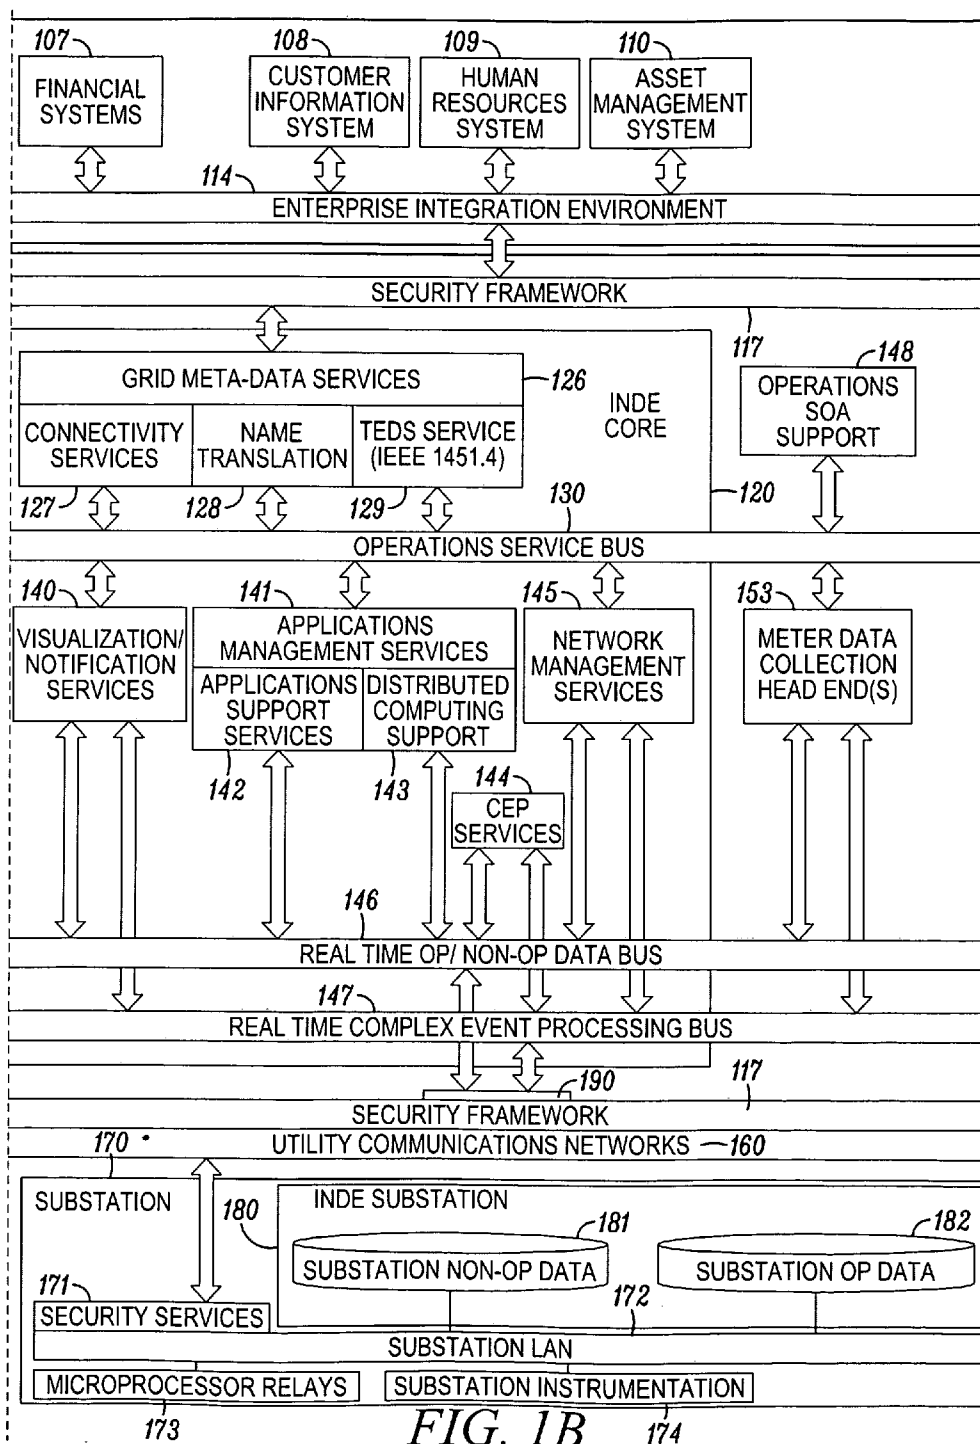 107
108
109
110
FINANCIAL
SYSTEMS
CUSTOMER
INFORMATION
SYSTEM
HUMAN
RESOURCES
SYSTEM
ASSET
MANAGEMENT
SYSTEM
114
ENTERPRISE INTEGRATION ENVIRONMENT
SECURITY FRAMEWORK
117
GRID META-DATA SERVICES
126
CONNECTIVITY
SERVICES
NAME
TRANSLATION
TEDS SERVICE
(IEEE 1451.4)
127
128
129
INDE
CORE
148
OPERATIONS
SOA
SUPPORT
120
130
OPERATIONS SERVICE BUS
140
141
145
153
VISUALIZATION/
NOTIFICATION
SERVICES
APPLICATIONS
MANAGEMENT SERVICES
APPLICATIONS
SUPPORT
SERVICES
DISTRIBUTED
COMPUTING
SUPPORT
142
143
NETWORK
MANAGEMENT
SERVICES
METER DATA
COLLECTION
HEAD END(S)
144
CEP
SERVICES
146
REAL TIME OP/ NON-OP DATA BUS
147
REAL TIME COMPLEX EVENT PROCESSING BUS
190
117
SECURITY FRAMEWORK
UTILITY COMMUNICATIONS NETWORKS 160
170
SUBSTATION
180
INDE SUBSTATION
181
182
SUBSTATION NON-OP DATA
SUBSTATION OP DATA
171
SECURITY SERVICES
172
SUBSTATION LAN
MICROPROCESSOR RELAYS
SUBSTATION INSTRUMENTATION
173
174
FIG. 1B